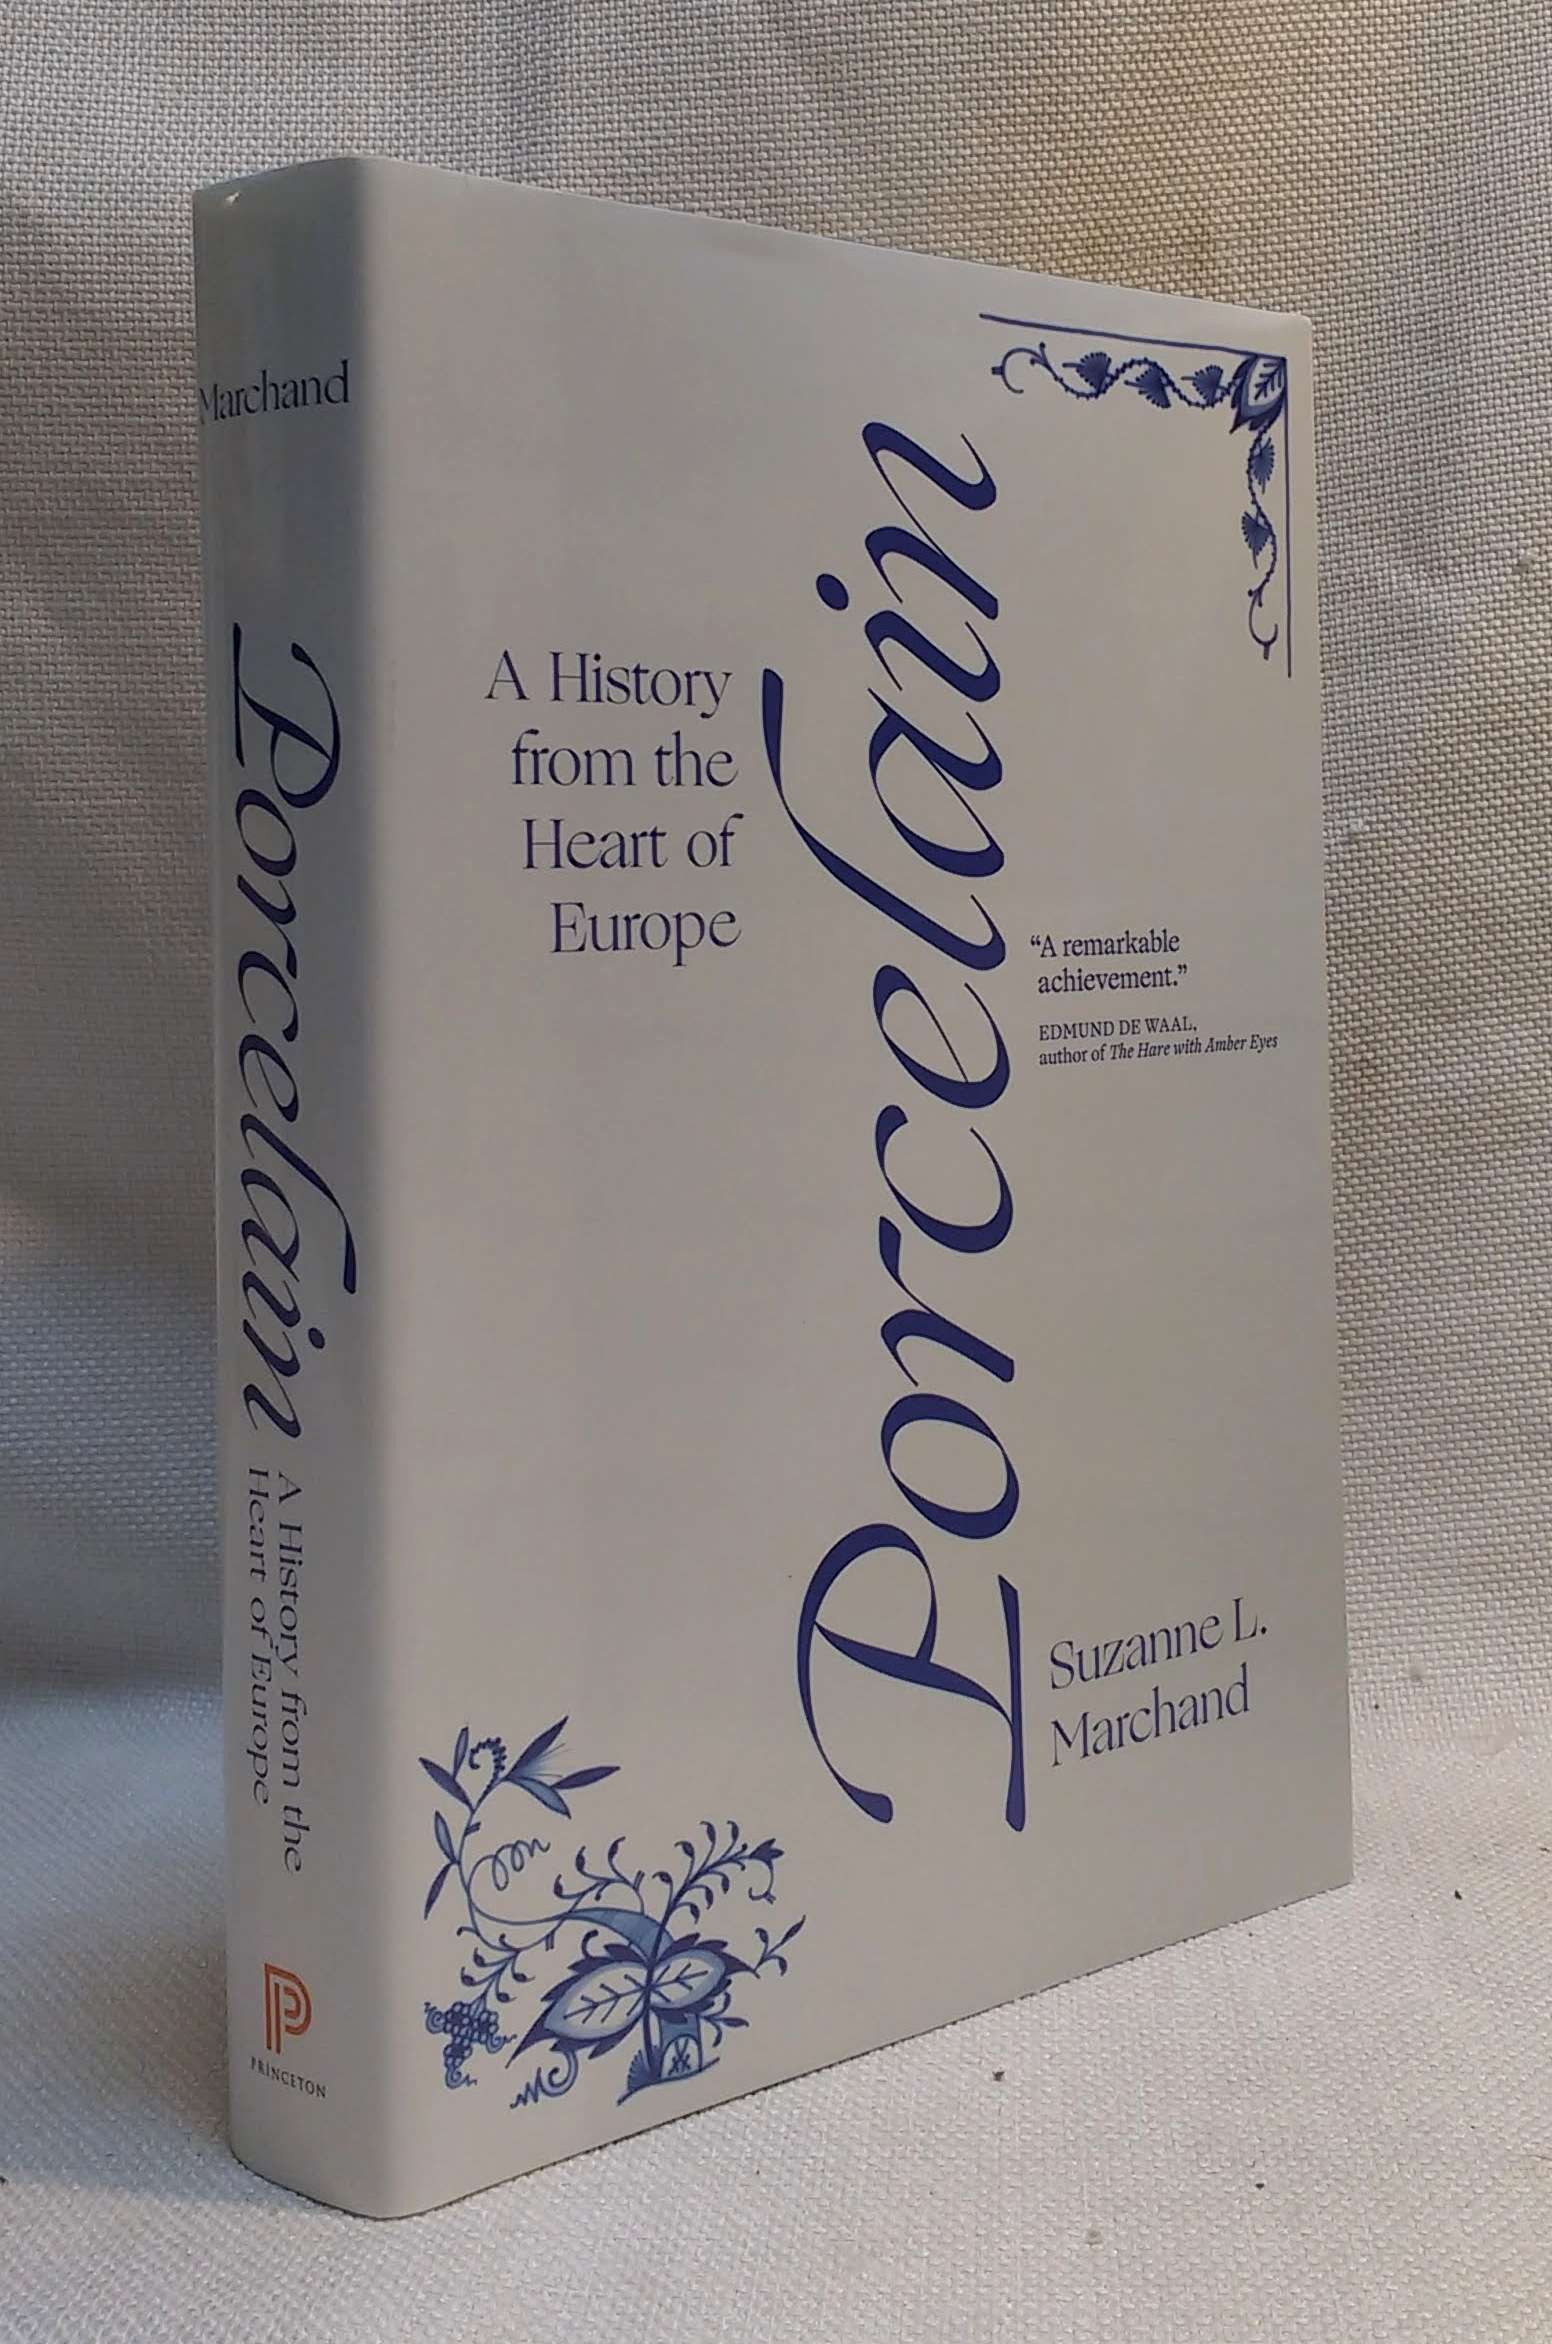 Marchand
Porcelain
A History from the
Heart of Europe
PRINCETON
A History
from the
Heart of
Europe
Porcelain
“A remarkable
achievement.”
EDMUND DE WAAL,
author of The Hare with Amber Eyes
Suzanne L.
Marchand